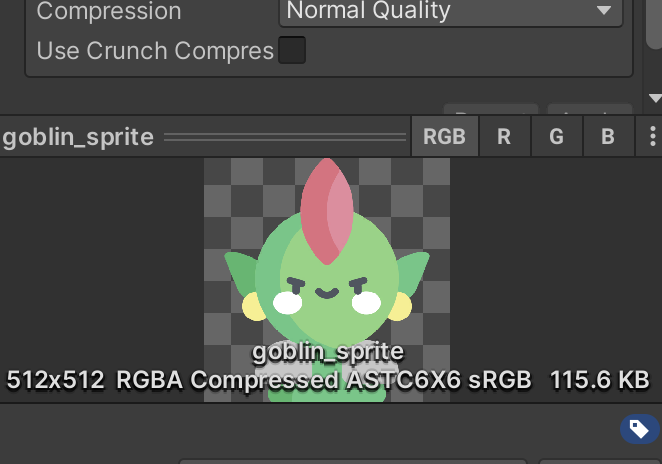 Compression Normal Quality
Use Crunch Compres
goblin_sprite RGB R G B
goblin_sprite
512x512 RGBA Compressed ASTC6X6 sRGB 115.6 KB